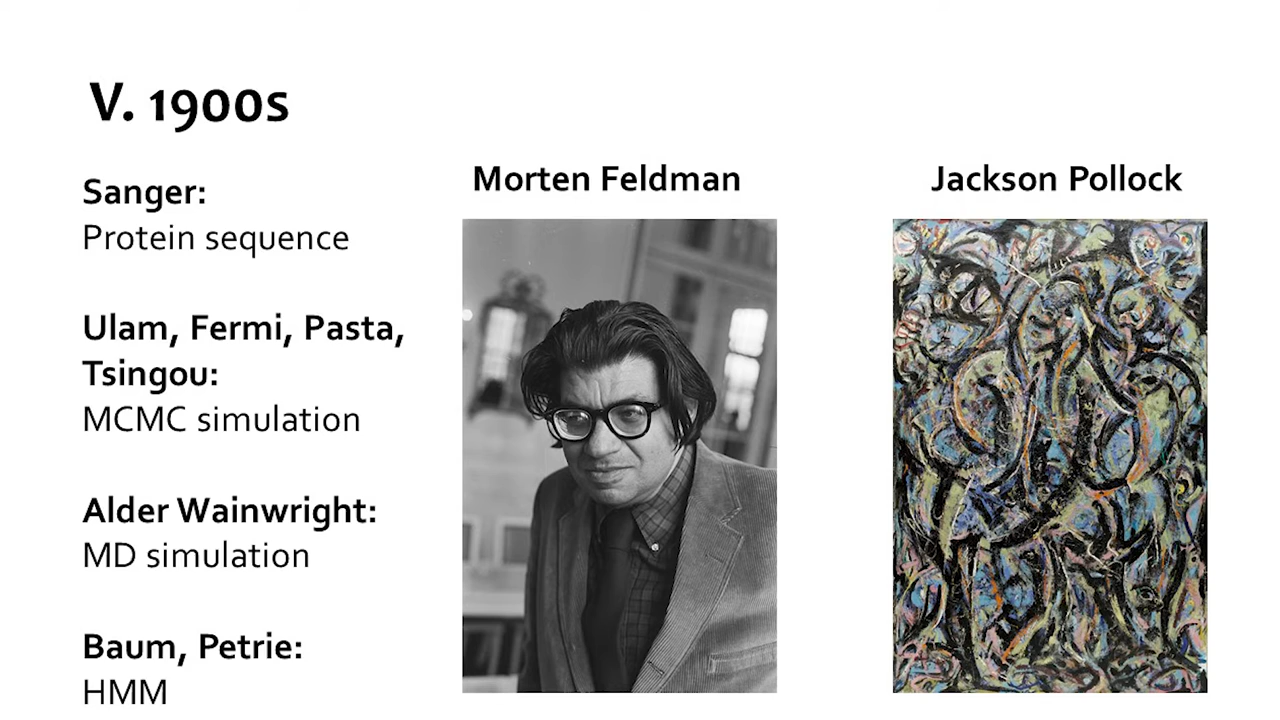 V. 1900s
Sanger:
Protein sequence
Ulam, Fermi, Pasta,
Tsingou:
MCMC simulation
Alder Wainwright:
MD simulation
Baum, Petrie:
HMM
Morten Feldman
Jackson Pollock